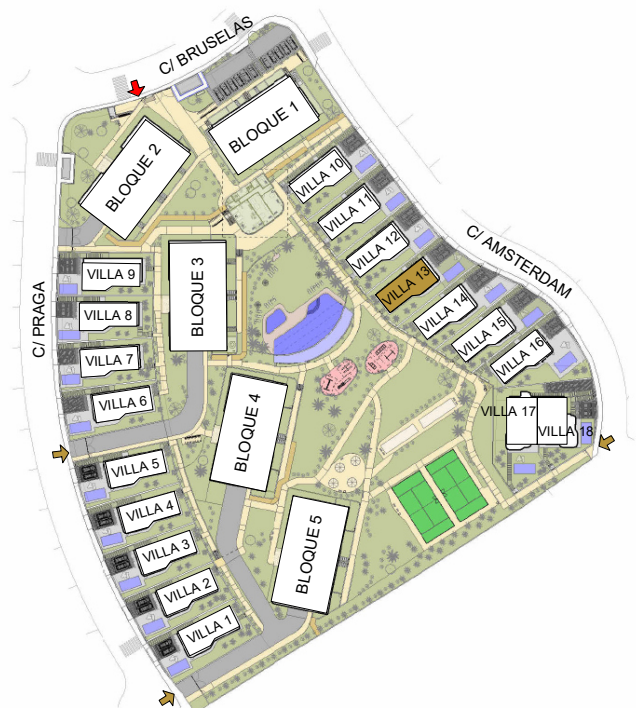 C/ BRUSELAS
BLOQUE 1
BLOQUE 2
VILLA 10
VILLA 11
VILLA 12
VILLA 13
VILLA 14
VILLA 15
VILLA 16
C/ AMSTERDAM
BLOQUE 3
VILLA 9
VILLA 8
VILLA 7
VILLA 6
C/ PRAGA
BLOQUE 4
VILLA 17
VILLA 18
VILLA 5
VILLA 4
VILLA 3
VILLA 2
VILLA 1
BLOQUE 5